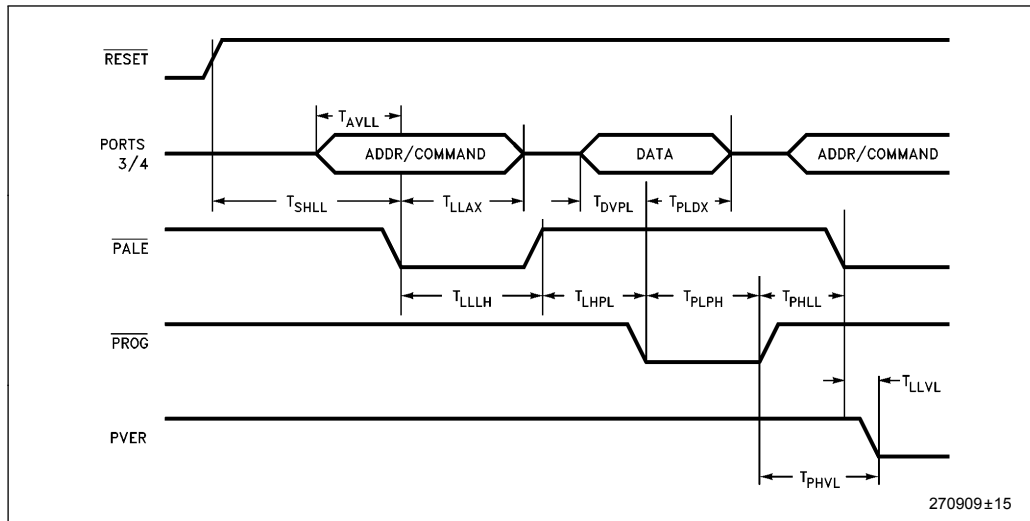 RESET
T_AVLL
PORTS
3/4
ADDR/COMMAND DATA ADDR/COMMAND
T_SHLL T_LLAX T_DVPL T_PLDX
PALE
T_LLLH T_LHPL T_PLPH T_PHLL
PROG
T_LLVL
PVER
T_PHVL
270909±15